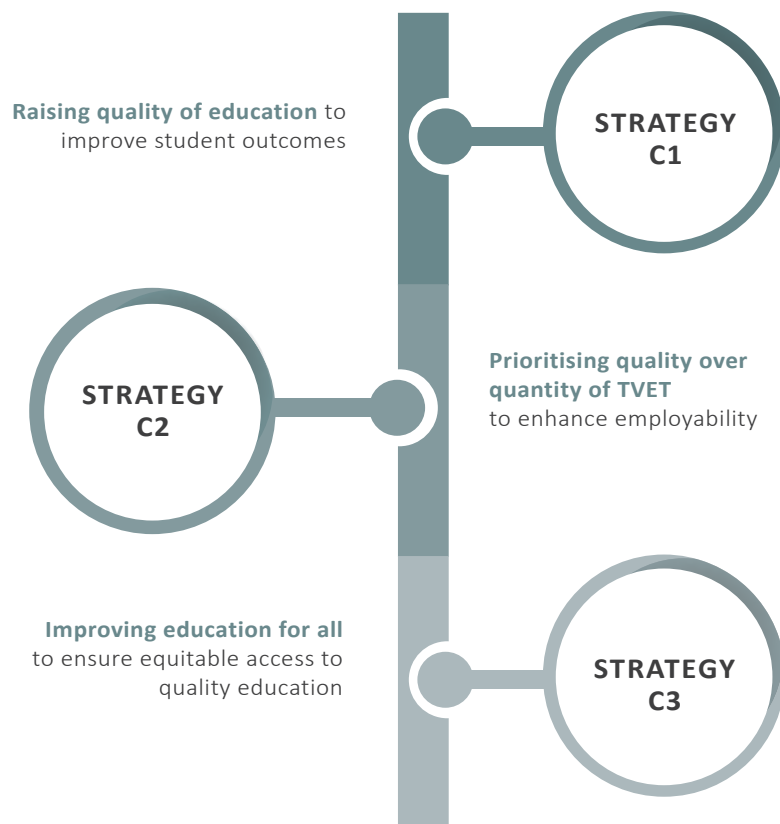 Raising quality of education to
improve student outcomes
STRATEGY
C1
STRATEGY
C2
Prioritising quality over
quantity of TVET
to enhance employability
Improving education for all
to ensure equitable access to
quality education
STRATEGY
C3